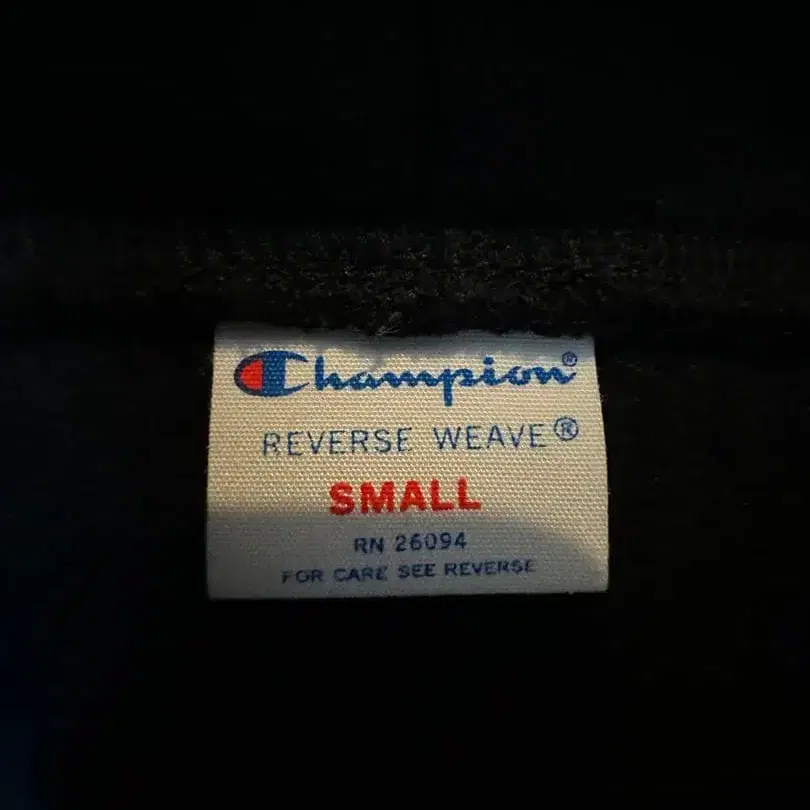 Champion®
REVERSE WEAVE®
SMALL
RN 26094
FOR CARE SEE REVERSE